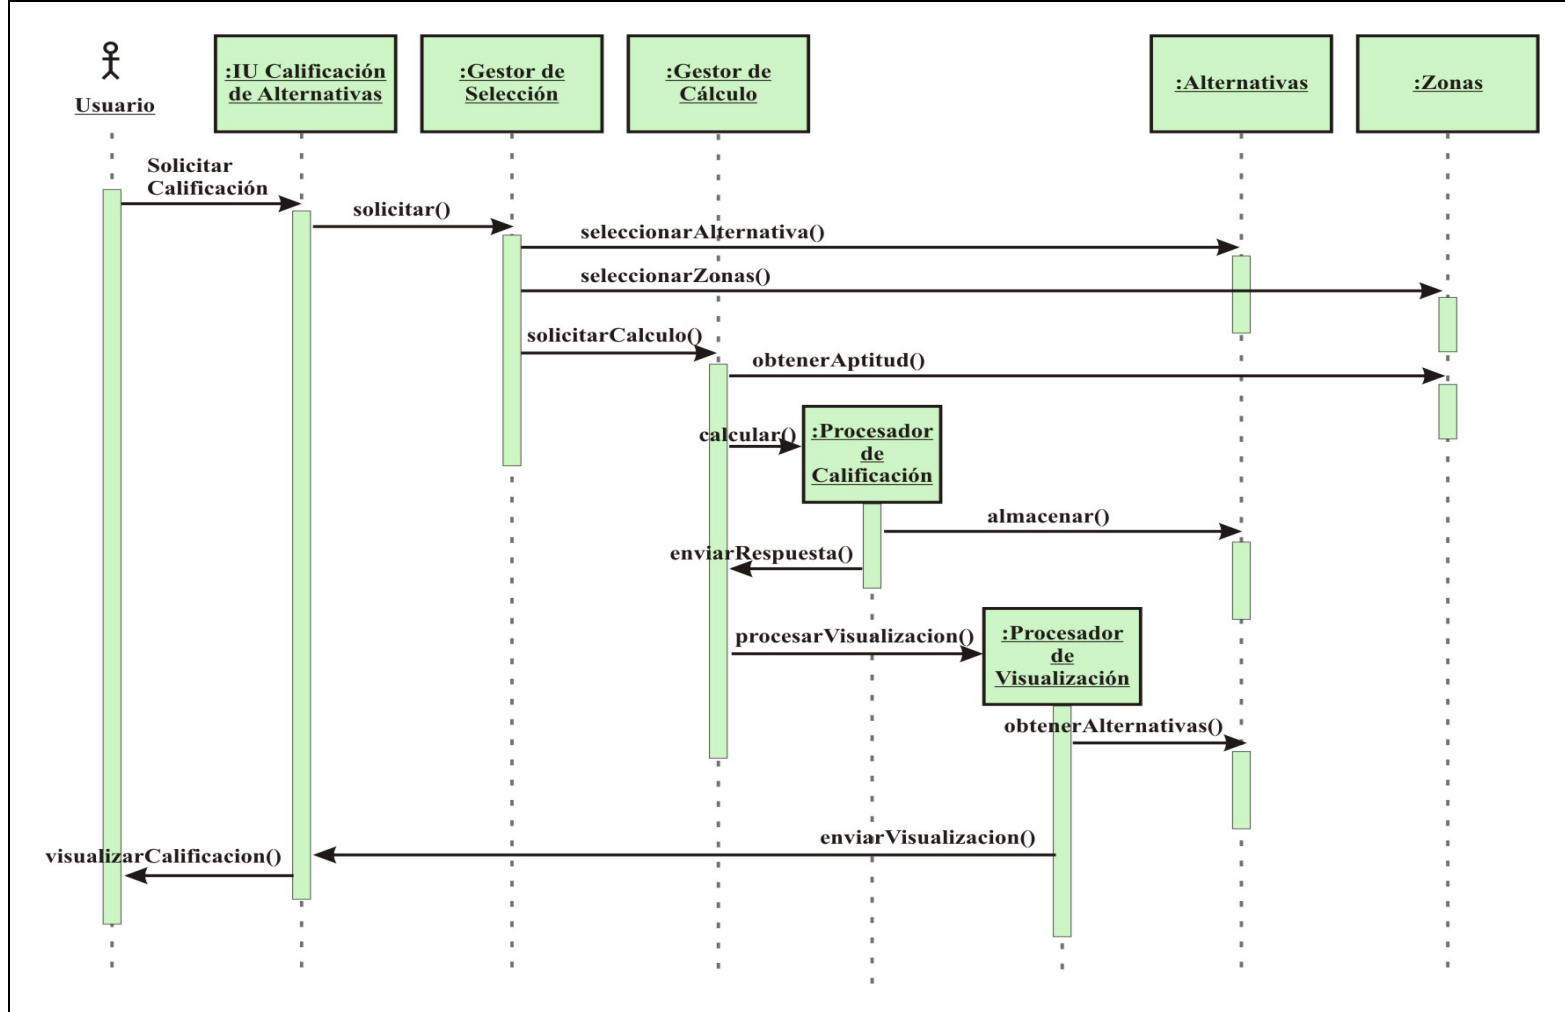 Usuario
:IU Calificación
de Alternativas
:Gestor de
Selección
:Gestor de
Cálculo
:Alternativas
:Zonas
Solicitar
Calificación
solicitar()
seleccionarAlternativa()
seleccionarZonas()
solicitarCalculo()
obtenerAptitud()
calcular()
:Procesador
de
Calificación
almacenar()
enviarRespuesta()
procesarVisualizacion()
:Procesador
de
Visualización
obtenerAlternativas()
enviarVisualizacion()
visualizarCalificacion()